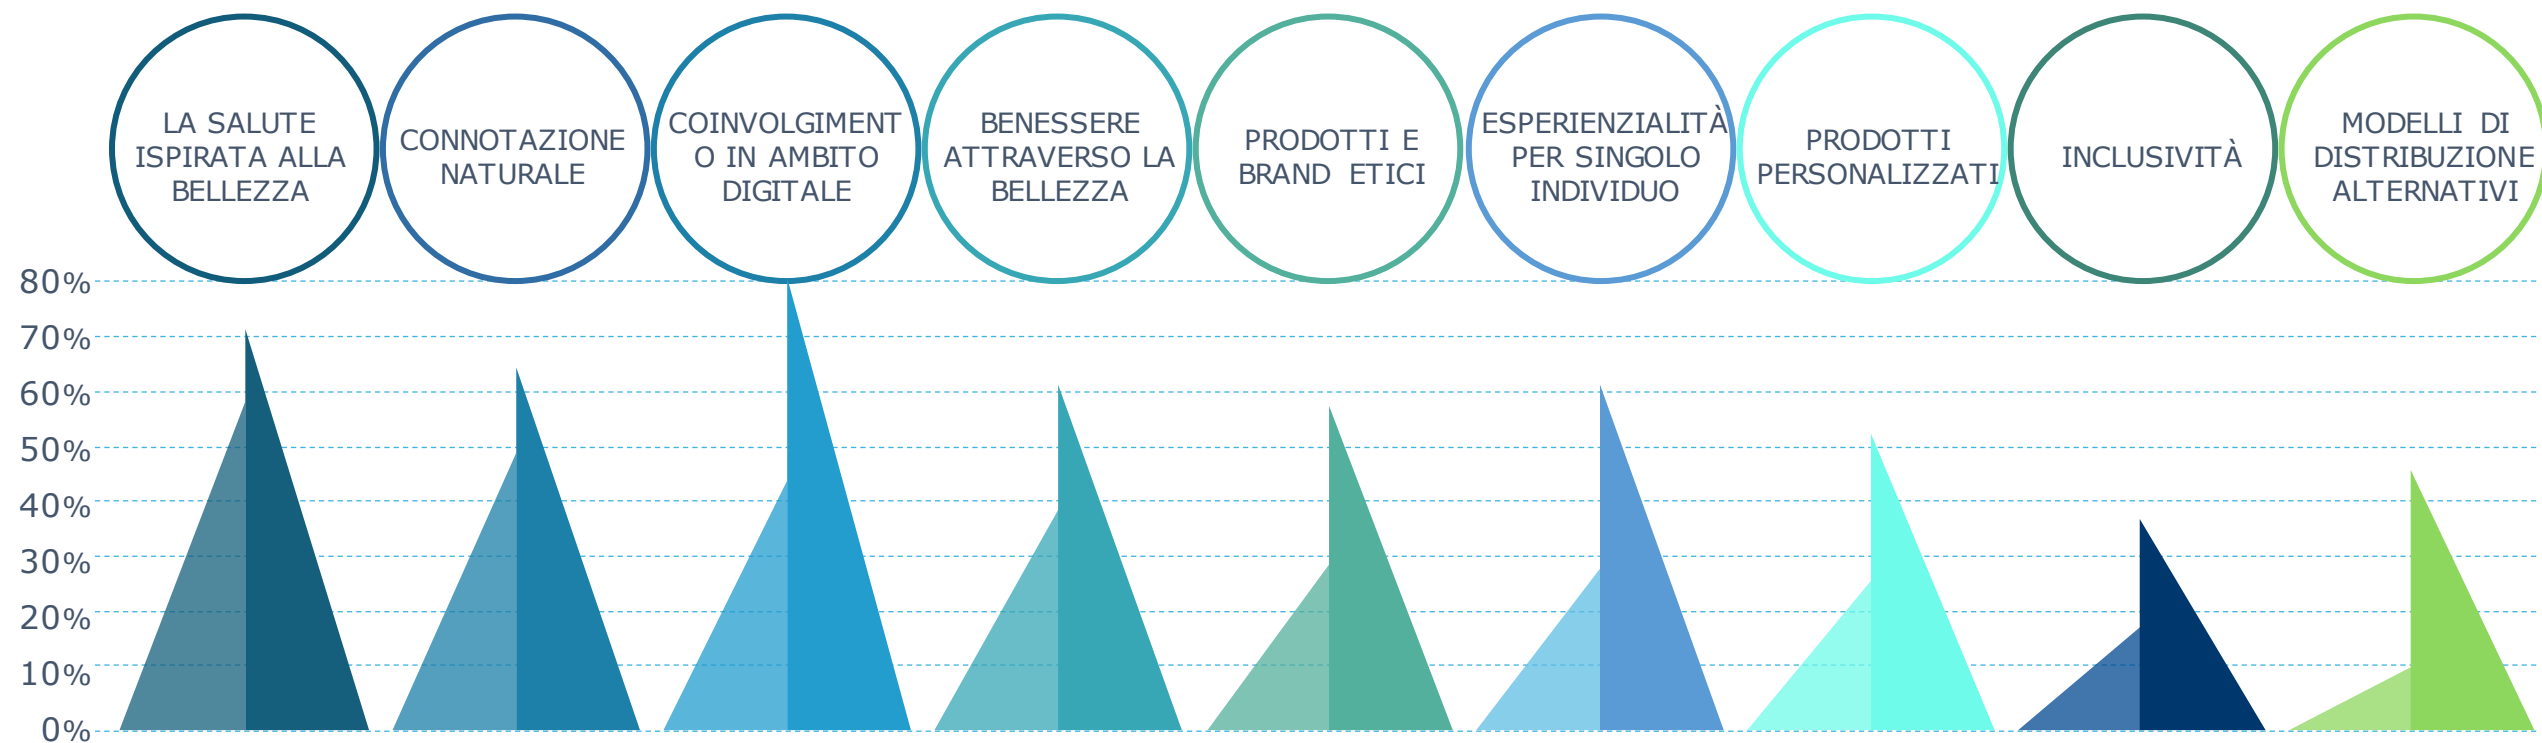 LA SALUTE
ISPIRATA ALLA
BELLEZZA
CONNOTAZIONE
NATURALE
COINVOLGIMENT
O IN AMBITO
DIGITALE
BENESSERE
ATTRAVERSO LA
BELLEZZA
PRODOTTI E
BRAND ETICI
ESPERIENZIALITÀ
PER SINGOLO
INDIVIDUO
PRODOTTI
PERSONALIZZATI
INCLUSIVITÀ
MODELLI DI
DISTRIBUZIONE
ALTERNATIVI
80%
70%
60%
50%
40%
30%
20%
10%
0%